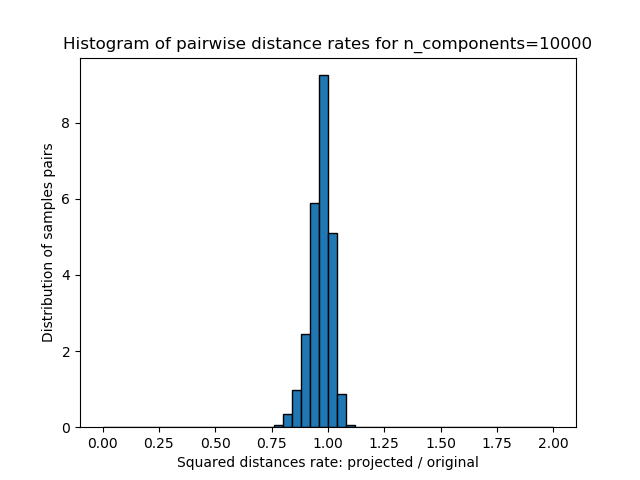 Histogram of pairwise distance rates for n_components=10000
Distribution of samples pairs
8
6
4
2
0
0.00 0.25 0.50 0.75 1.00 1.25 1.50 1.75 2.00
Squared distances rate: projected / original